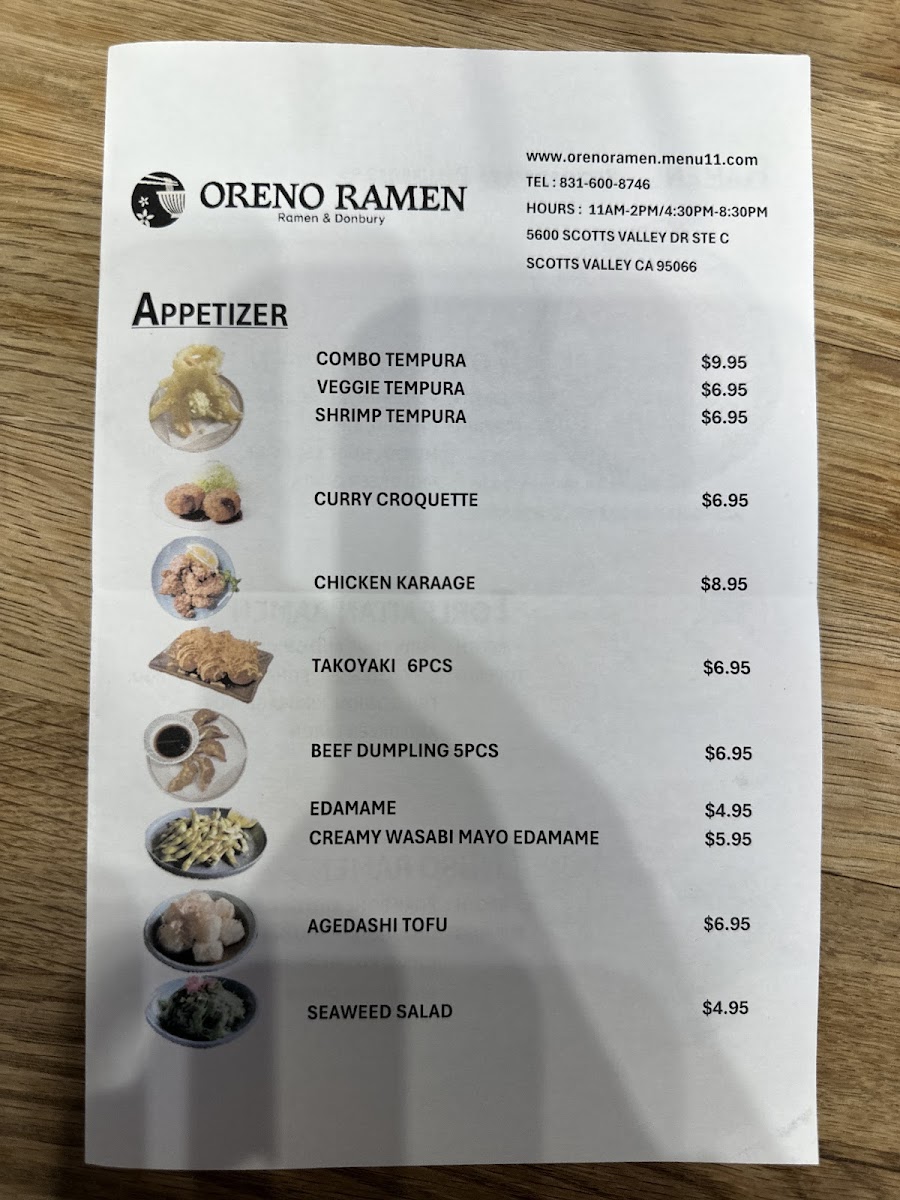 ORENO RAMEN
Ramen & Donbury
www.orenoramen.menu11.com
TEL : 831-600-8746
HOURS : 11AM-2PM/4:30PM-8:30PM
5600 SCOTTS VALLEY DR STE C
SCOTTS VALLEY CA 95066
APPETIZER
COMBO TEMPURA $9.95
VEGGIE TEMPURA $6.95
SHRIMP TEMPURA $6.95
CURRY CROQUETTE $6.95
CHICKEN KARAAGE $8.95
TAKOYAKI 6PCS $6.95
BEEF DUMPLING 5PCS $6.95
EDAMAME $4.95
CREAMY WASABI MAYO EDAMAME $5.95
AGEDASHI TOFU $6.95
SEAWEED SALAD $4.95